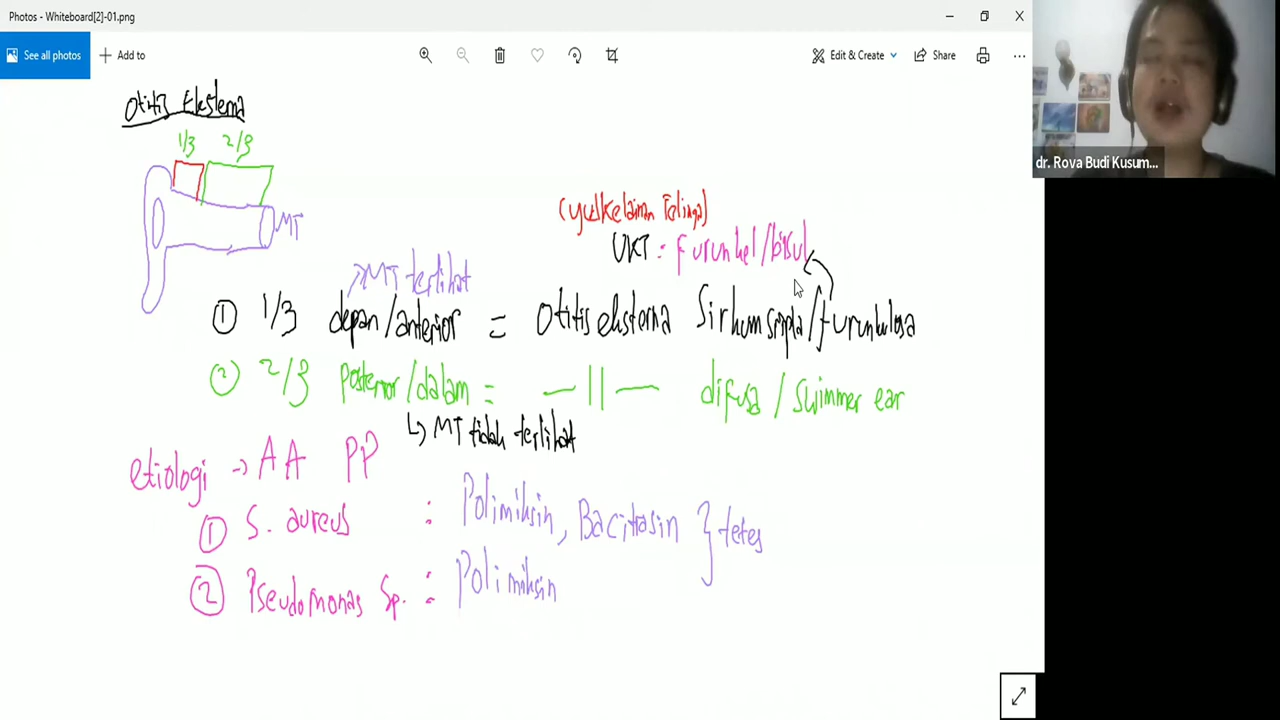 Photos - Whiteboard[2]-01.png
See all photos
Add to
Edit & Create
Share
dr. Rova Budi Kusum...
Otitis Eksterna
1/3 2/3
MT
(yudkelainan Telinga)
UKT : furunkel/bisul
MT terlihat
① 1/3 depan/anterior = Otitis eksterna Sirkumsripta/furunkulosa
② 2/3 posterior/dalam = —||— difusa / swimmer ear
MT tidak terlihat
etiologi → AA PP
① S. aureus : Polimiksin, Bacitrasin } tetes
② Pseudomonas Sp. : Polimiksin